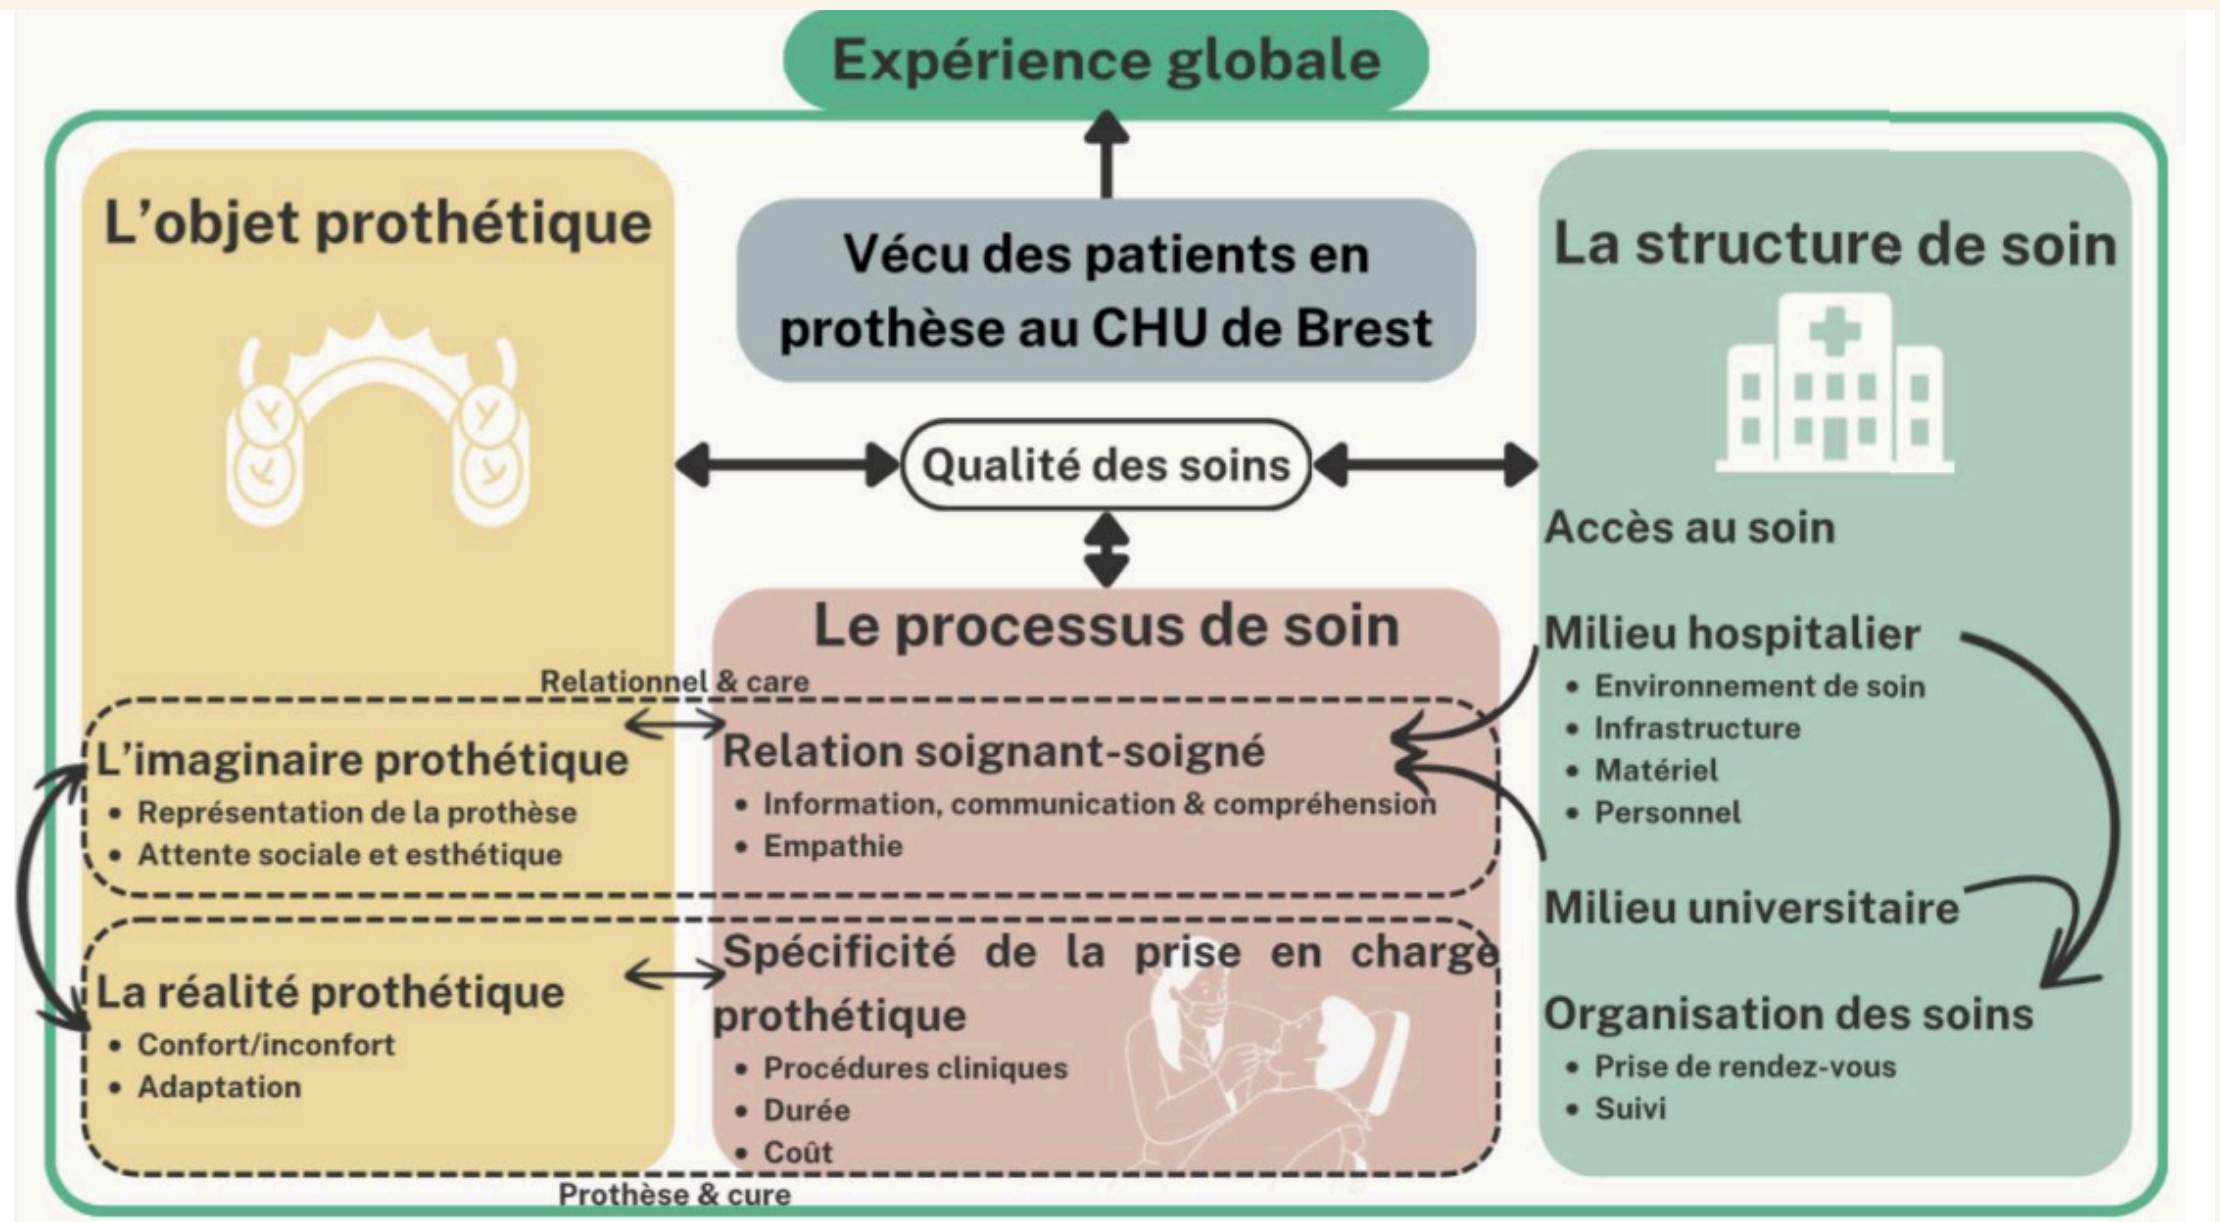 Expérience globale
L'objet prothétique
Vécu des patients en
prothèse au CHU de Brest
La structure de soin
Qualité des soins
Accès au soin
Le processus de soin
Milieu hospitalier
• Environnement de soin
• Infrastructure
• Matériel
• Personnel
Relationnel & care
L'imaginaire prothétique
• Représentation de la prothèse
• Attente sociale et esthétique
Relation soignant-soigné
• Information, communication & compréhension
• Empathie
Milieu universitaire
La réalité prothétique
• Confort/inconfort
• Adaptation
Spécificité de la prise en charge
prothétique
• Procédures cliniques
• Durée
• Coût
Organisation des soins
• Prise de rendez-vous
• Suivi
Prothèse & cure